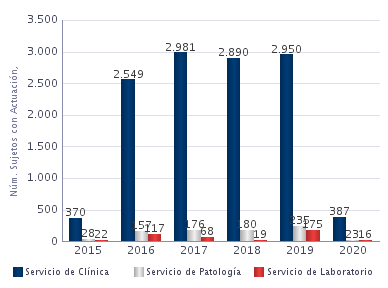 3.500
3.000
2.500
2.000
1.500
1.000
500
0
Núm. Sujetos con Actuación,
370 28 22
2.549 157 117
2.981 176 68
2.890 180 19
2.950 235 175
387 23 16
2015 2016 2017 2018 2019 2020
Servicio de Clínica Servicio de Patología Servicio de Laboratorio